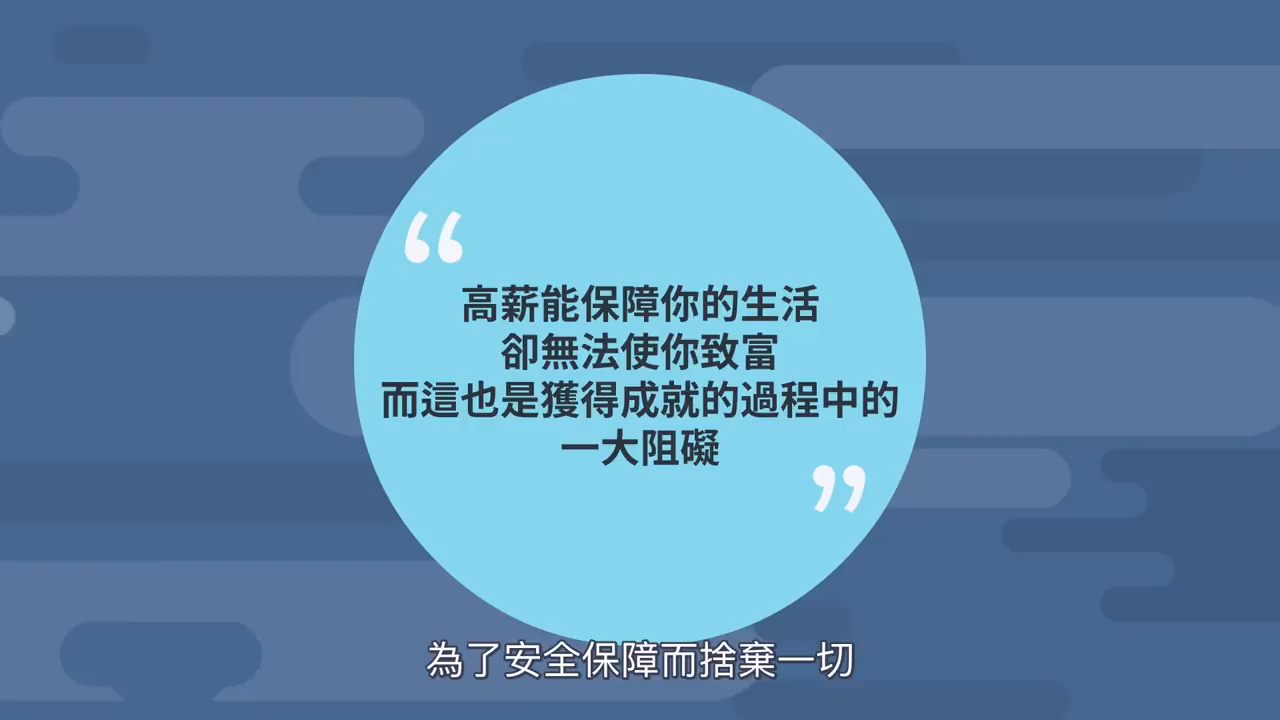 “
高薪能保障你的生活
卻無法使你致富
而這也是獲得成就的過程中的
一大阻礙
”
為了安全保障而捨棄一切